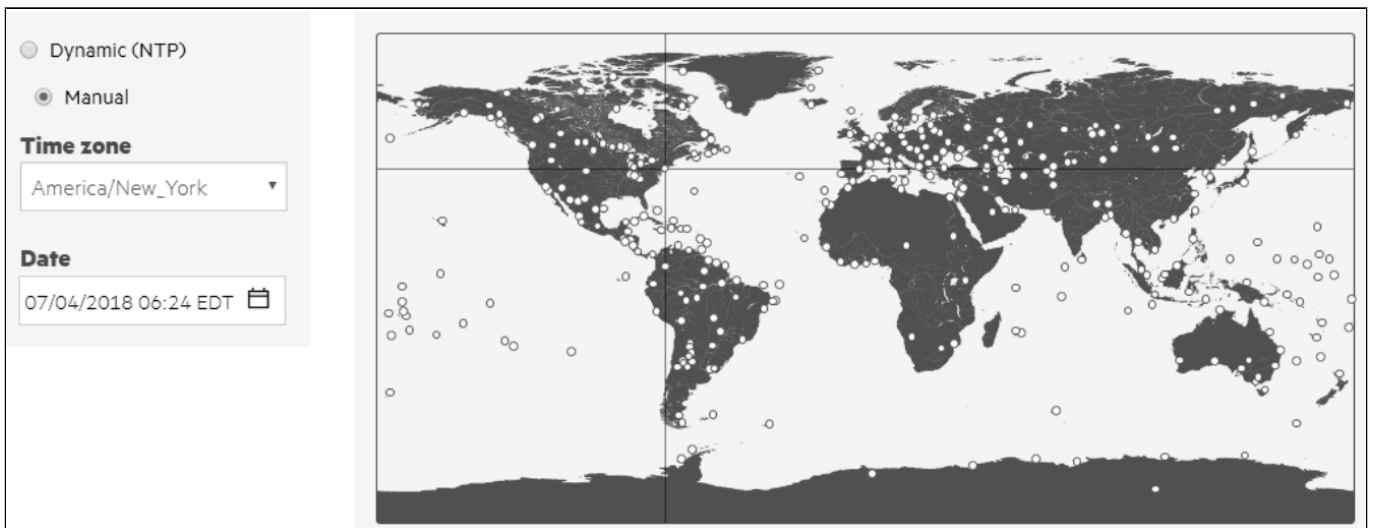 Dynamic (NTP)
Manual
Time zone
America/New_York
Date
07/04/2018 06:24 EDT